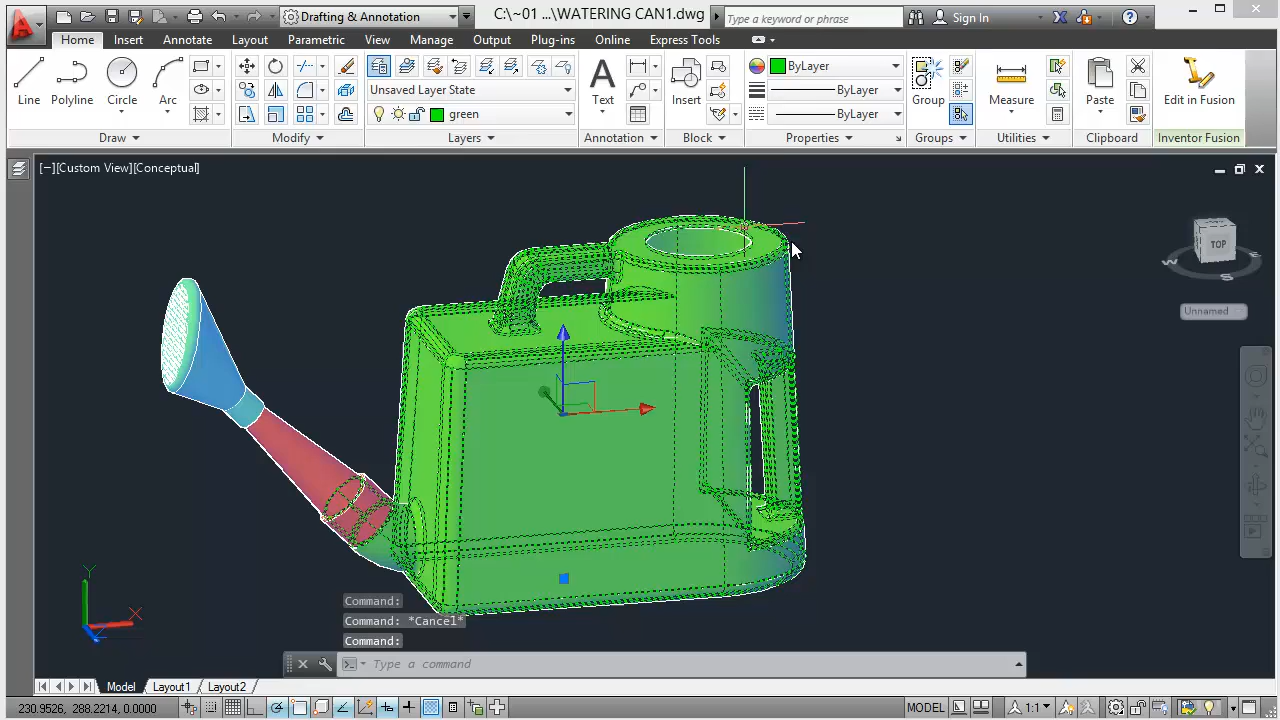 Drafting & Annotation
C:\~01 ...\WATERING CAN1.dwg
Type a keyword or phrase
Sign In
Home Insert Annotate Layout Parametric View Manage Output Plug-ins Online Express Tools
Line Polyline Circle Arc
Unsaved Layer State
green
Text
Insert
ByLayer
ByLayer
ByLayer
Group
Measure
Paste
Edit in Fusion
Draw Modify Layers Annotation Block Properties Groups Utilities Clipboard Inventor Fusion
[−][Custom View][Conceptual]
TOP
W
S
Unnamed
Y
X
Command:
Command: *Cancel*
Command:
Type a command
Model Layout1 Layout2
230.9526, 288.2214, 0.0000
MODEL
1:1